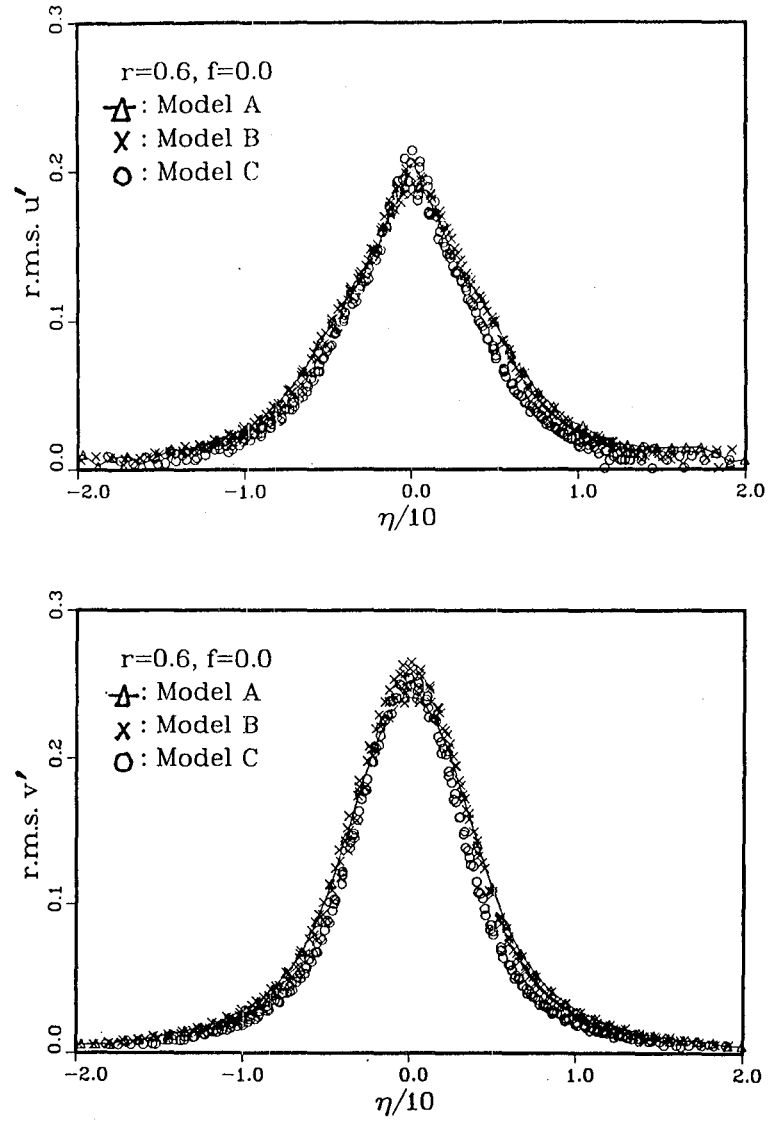 0.3
r=0.6, f=0.0
Δ : Model A
X : Model B
O : Model C
0.2
r.m.s. u′
0.1
0.0
-2.0 -1.0 0.0 1.0 2.0
η/10
0.3
r=0.6, f=0.0
Δ : Model A
X : Model B
O : Model C
0.2
r.m.s. v′
0.1
0.0
-2.0 -1.0 0.0 1.0 2.0
η/10